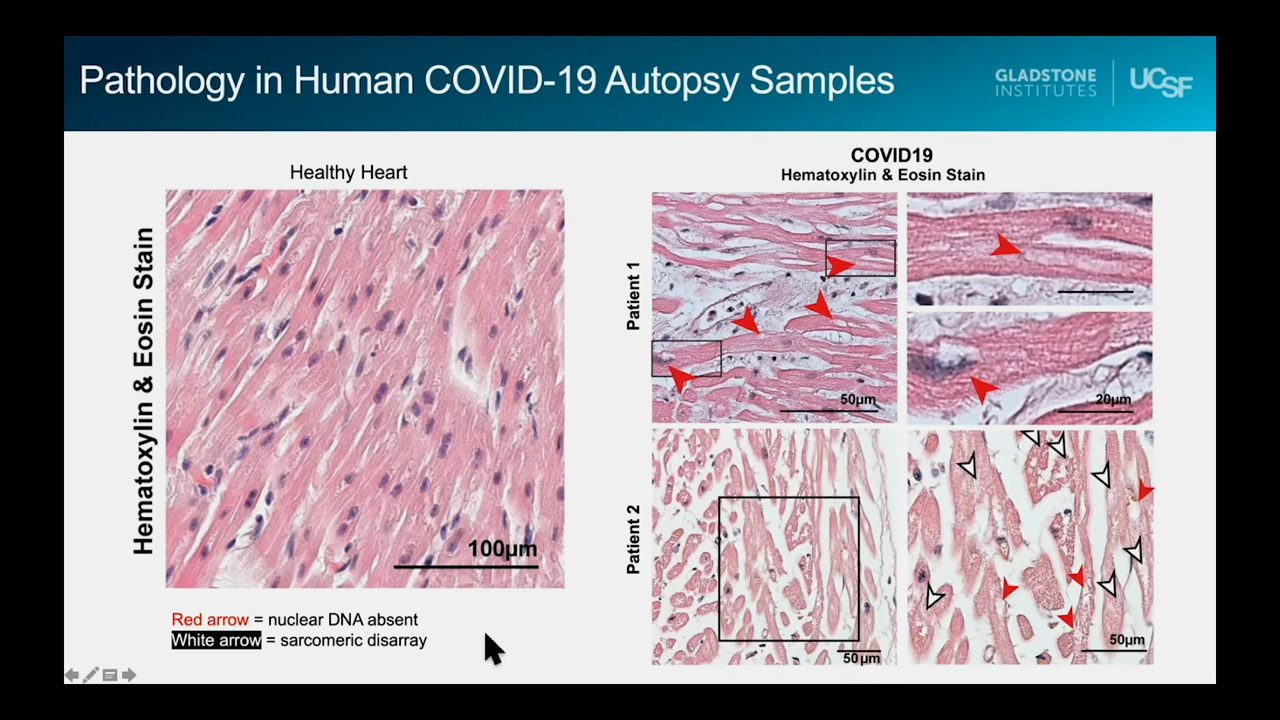 Pathology in Human COVID-19 Autopsy Samples
GLADSTONE
INSTITUTES
UCSF
Healthy Heart
Hematoxylin & Eosin Stain
100µm
Red arrow = nuclear DNA absent
White arrow = sarcomeric disarray
COVID19
Hematoxylin & Eosin Stain
Patient 1
50µm
20µm
Patient 2
50µm
50µm